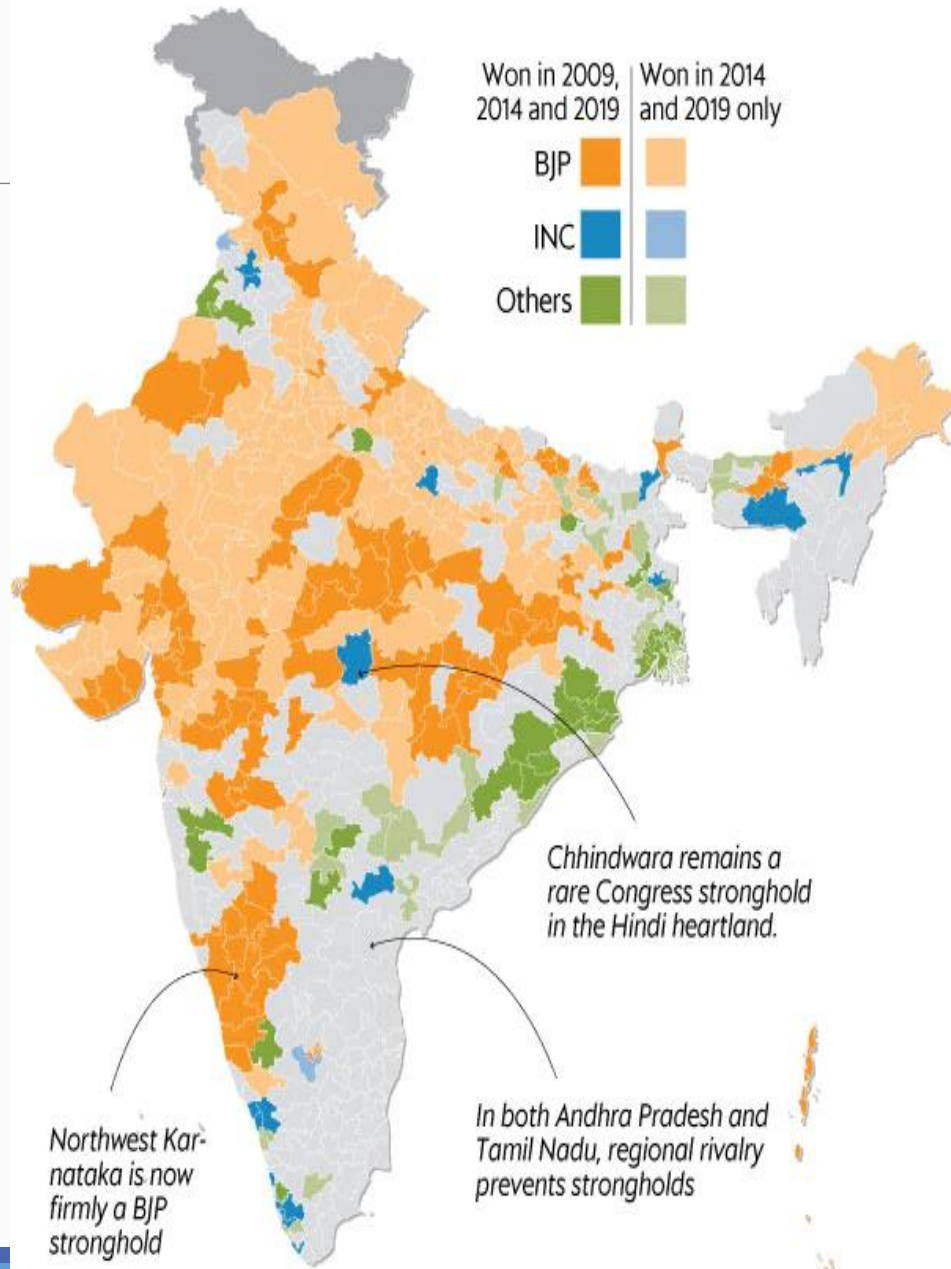 Won in 2009,
2014 and 2019
Won in 2014
and 2019 only
BJP
INC
Others
Chhindwara remains a
rare Congress stronghold
in the Hindi heartland.
In both Andhra Pradesh and
Tamil Nadu, regional rivalry
prevents strongholds
Northwest Kar-
nataka is now
firmly a BJP
stronghold